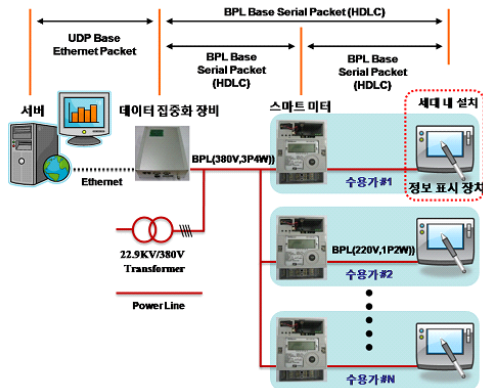 BPL Base Serial Packet (HDLC)
UDP Base
Ethernet Packet
BPL Base
Serial Packet
(HDLC)
BPL Base
Serial Packet
(HDLC)
서버
데이터 집중화 장비
스마트 미터
세대 내 설치
BPL(380V,3P4W))
Ethernet
수용가#1
정보 표시 장치
22.9KV/380V
Transformer
BPL(220V,1P2W))
수용가#2
Power Line
수용가#N